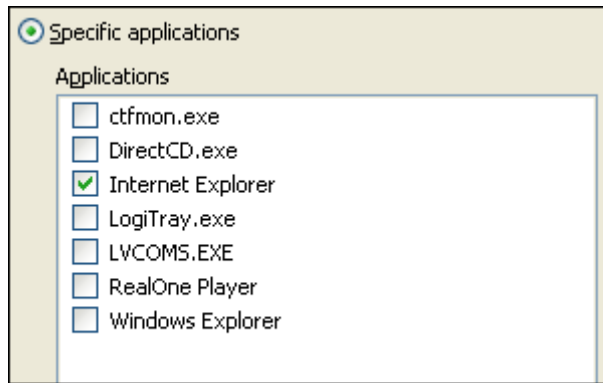 Specific applications
Applications
ctfmon.exe
DirectCD.exe
Internet Explorer
LogiTray.exe
LVCOMS.EXE
RealOne Player
Windows Explorer